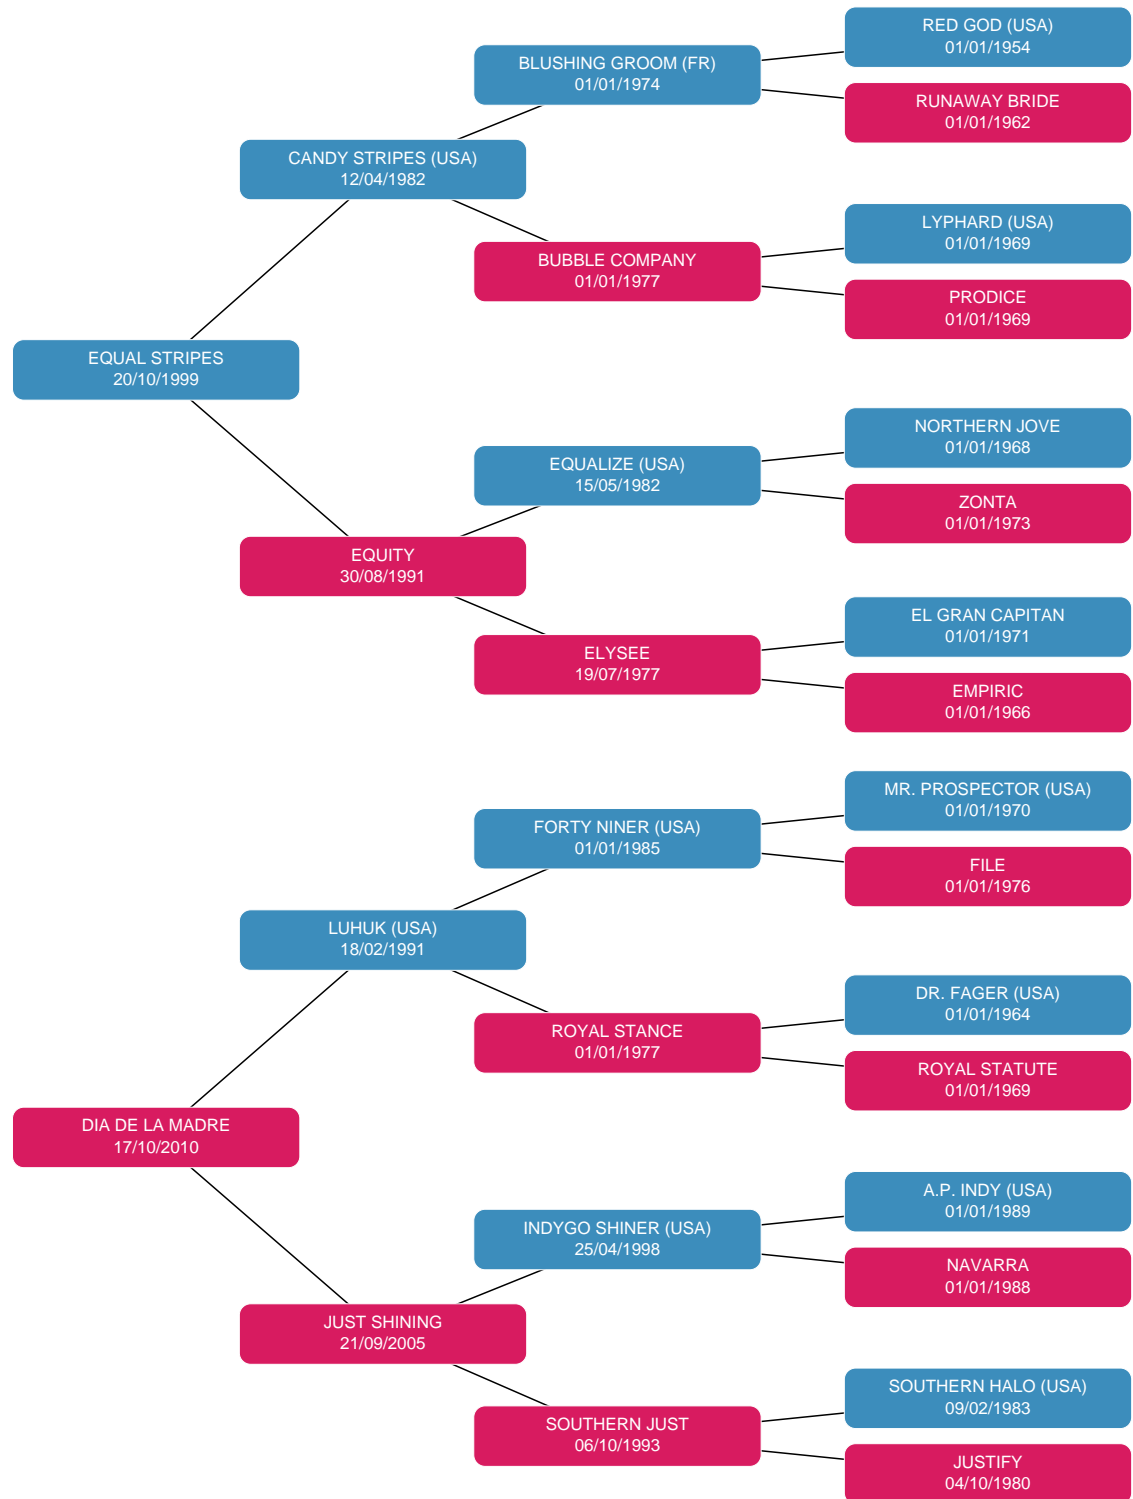 RED GOD (USA)
01/01/1954
BLUSHING GROOM (FR)
01/01/1974
RUNAWAY BRIDE
01/01/1962
CANDY STRIPES (USA)
12/04/1982
LYPHARD (USA)
01/01/1969
BUBBLE COMPANY
01/01/1977
PRODICE
01/01/1969
EQUAL STRIPES
20/10/1999
NORTHERN JOVE
01/01/1968
EQUALIZE (USA)
15/05/1982
ZONTA
01/01/1973
EQUITY
30/08/1991
EL GRAN CAPITAN
01/01/1971
ELYSEE
19/07/1977
EMPIRIC
01/01/1966
MR. PROSPECTOR (USA)
01/01/1970
FORTY NINER (USA)
01/01/1985
FILE
01/01/1976
LUHUK (USA)
18/02/1991
DR. FAGER (USA)
01/01/1964
ROYAL STANCE
01/01/1977
ROYAL STATUTE
01/01/1969
DIA DE LA MADRE
17/10/2010
A.P. INDY (USA)
01/01/1989
INDYGO SHINER (USA)
25/04/1998
NAVARRA
01/01/1988
JUST SHINING
21/09/2005
SOUTHERN HALO (USA)
09/02/1983
SOUTHERN JUST
06/10/1993
JUSTIFY
04/10/1980